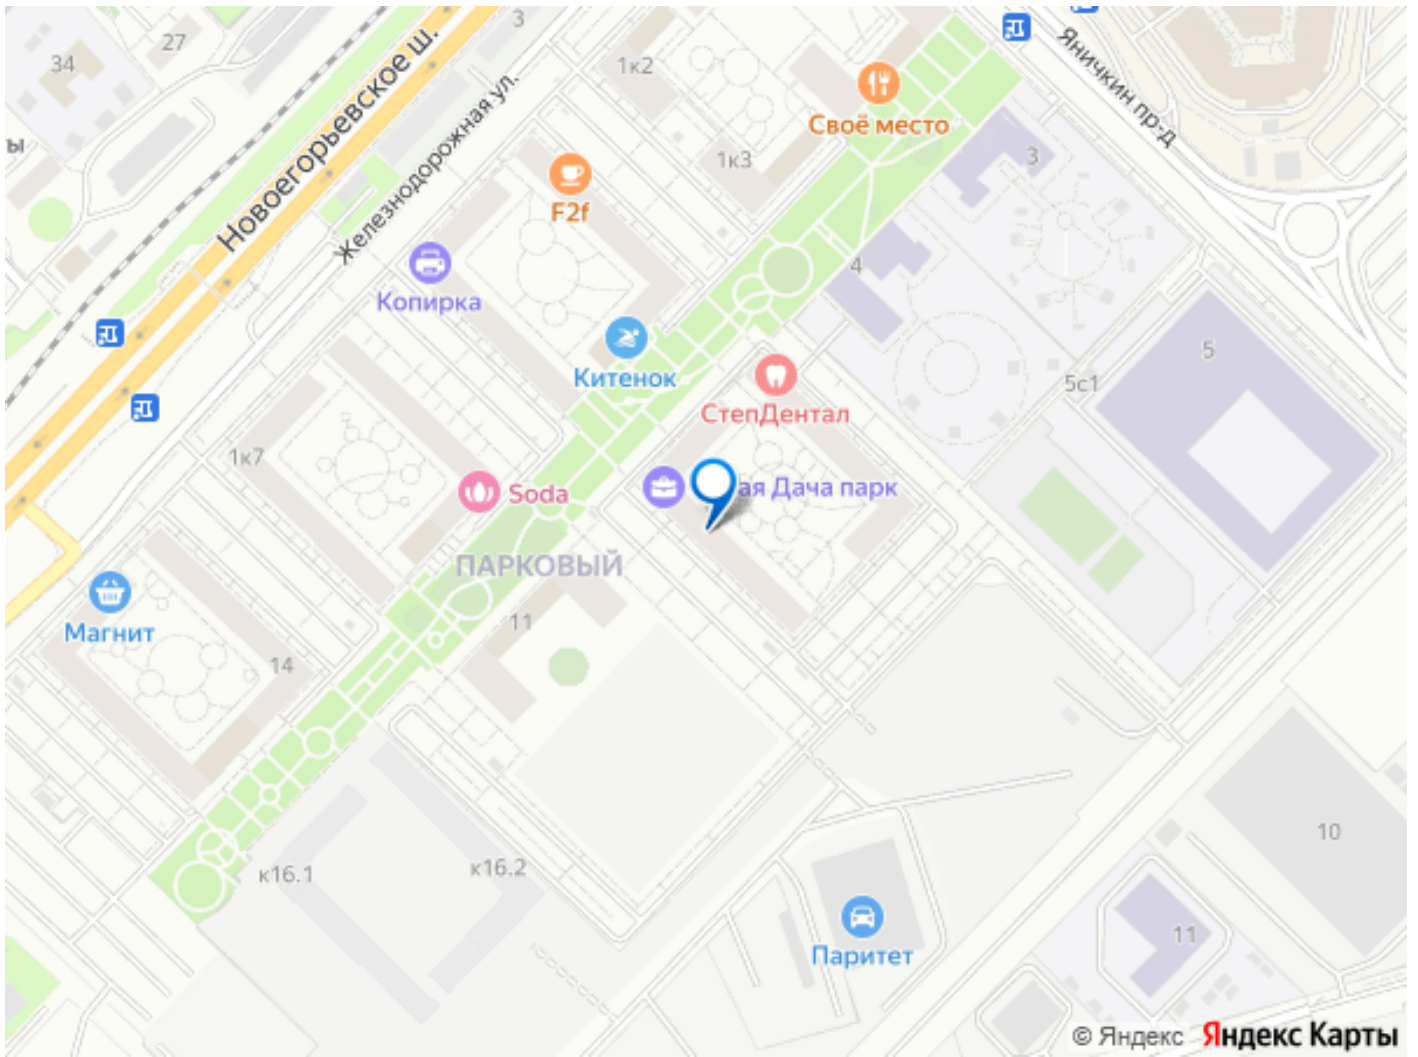 3
27
34
Новоегорьевское ш.
Железнодорожная ул.
1к2
Своё место
Яничкин пр-д
ы
1к3
3
F2f
4
Копирка
Китенок
5
5с1
СтепДентал
1к7
Soda
ая Дача парк
ПАРКОВЫЙ
Магнит
11
14
10
к16.1
к16.2
Паритет
11
© Яндекс Яндекс Карты